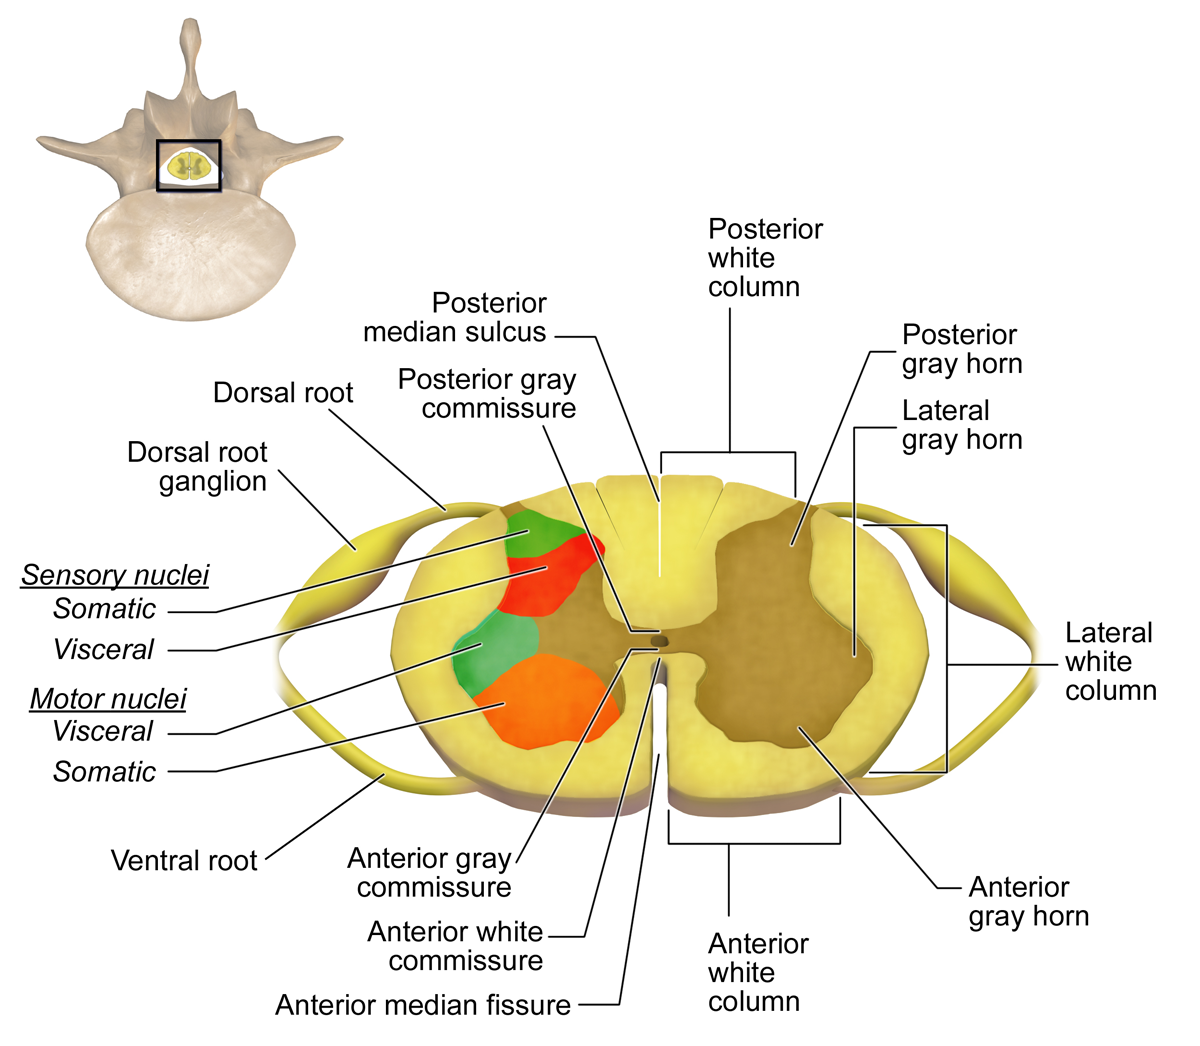 Posterior
white
column
Posterior
median sulcus
Posterior
gray horn
Posterior gray
commissure
Dorsal root
Lateral
gray horn
Dorsal root
ganglion
Sensory nuclei
Somatic
Visceral
Motor nuclei
Visceral
Somatic
Lateral
white
column
Ventral root
Anterior gray
commissure
Anterior
gray horn
Anterior white
commissure
Anterior
white
column
Anterior median fissure